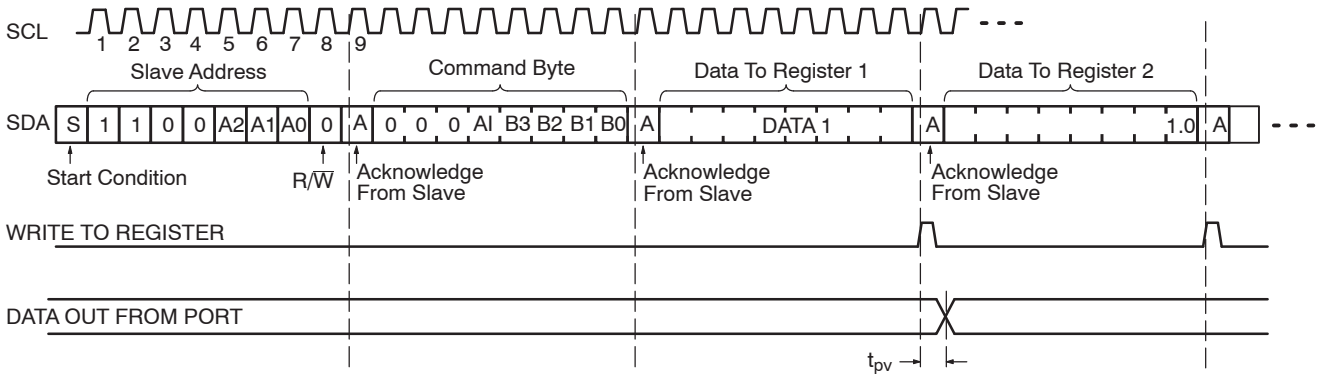 SCL
1 2 3 4 5 6 7 8 9
Slave Address Command Byte Data To Register 1 Data To Register 2
SDA S 1 1 0 0 A2 A1 A0 0 A 0 0 0 AI B3 B2 B1 B0 A DATA 1 A 1.0 A
Start Condition R/W̅ Acknowledge From Slave Acknowledge From Slave Acknowledge From Slave
WRITE TO REGISTER
DATA OUT FROM PORT
tpv